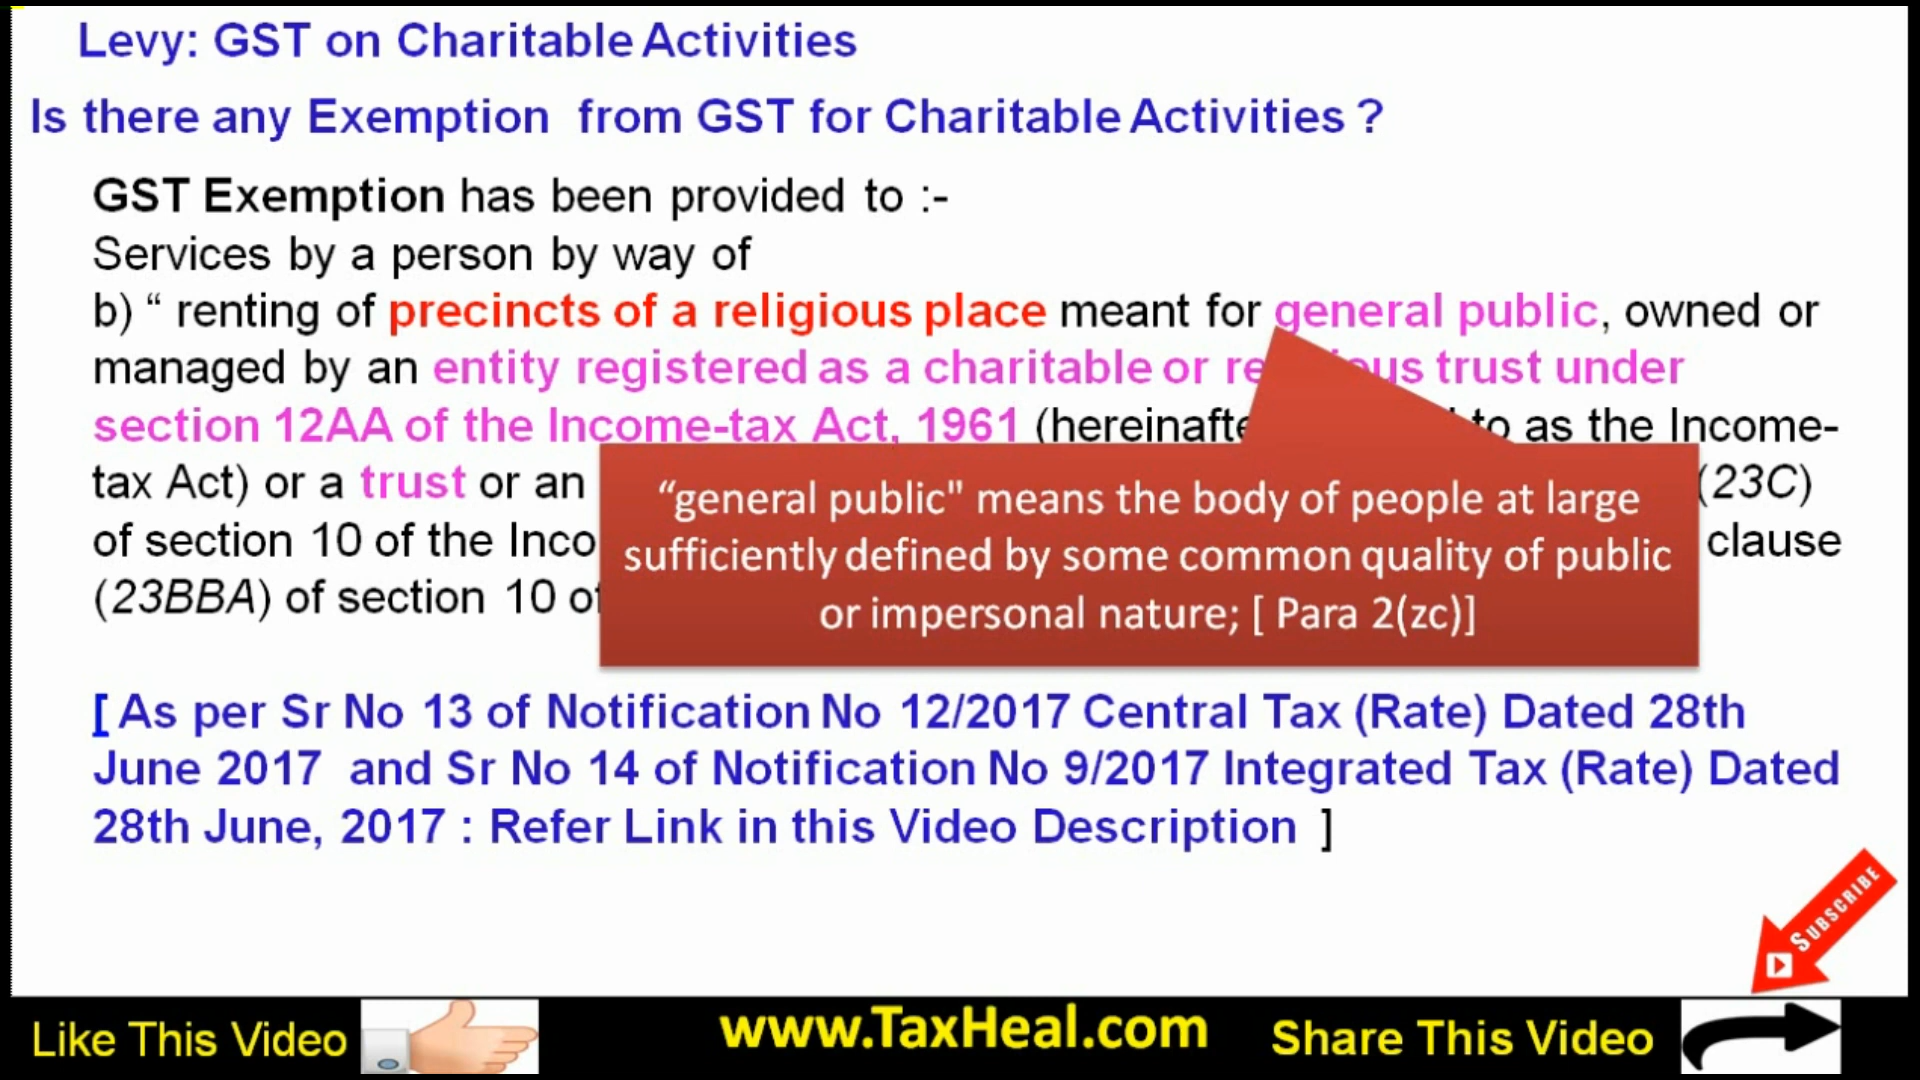 Levy: GST on Charitable Activities
Is there any Exemption from GST for Charitable Activities ?
GST Exemption has been provided to :-
Services by a person by way of
b) “ renting of precincts of a religious place meant for general public, owned or
managed by an entity registered as a charitable or re ous trust under
section 12AA of the Income-tax Act, 1961 (hereinafte to as the Income-
tax Act) or a trust or an (23C)
of section 10 of the Inco clause
(23BBA) of section 10 of
“general public" means the body of people at large
sufficiently defined by some common quality of public
or impersonal nature; [ Para 2(zc)]
[ As per Sr No 13 of Notification No 12/2017 Central Tax (Rate) Dated 28th
June 2017 and Sr No 14 of Notification No 9/2017 Integrated Tax (Rate) Dated
28th June, 2017 : Refer Link in this Video Description ]
SUBSCRIBE
Like This Video
www.TaxHeal.com
Share This Video